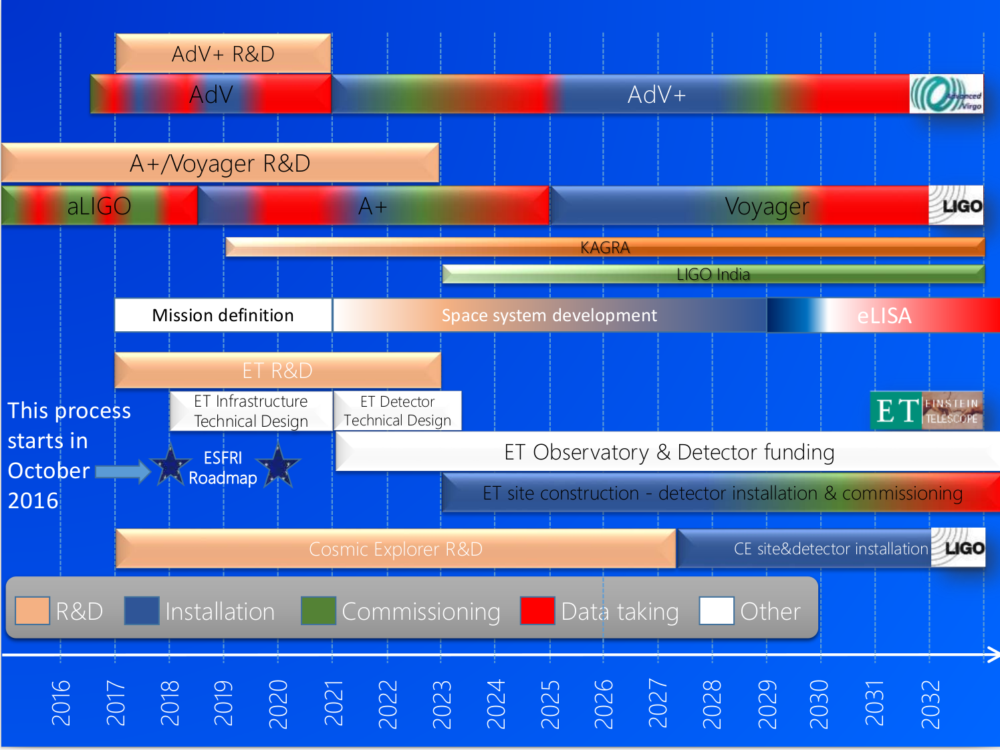 AdV+ R&D
AdV
AdV+
Advanced
Virgo
A+/Voyager R&D
aLIGO
A+
Voyager
LIGO
KAGRA
LIGO India
Mission definition
Space system development
eLISA
ET R&D
ET Infrastructure
Technical Design
ET Detector
Technical Design
ET
EINSTEIN
TELESCOPE
This process
starts in
October
2016
ESFRI
Roadmap
ET Observatory & Detector funding
ET site construction - detector installation & commissioning
Cosmic Explorer R&D
CE site&detector installation
LIGO
R&D
Installation
Commissioning
Data taking
Other
2016
2017
2018
2019
2020
2021
2022
2023
2024
2025
2026
2027
2028
2029
2030
2031
2032